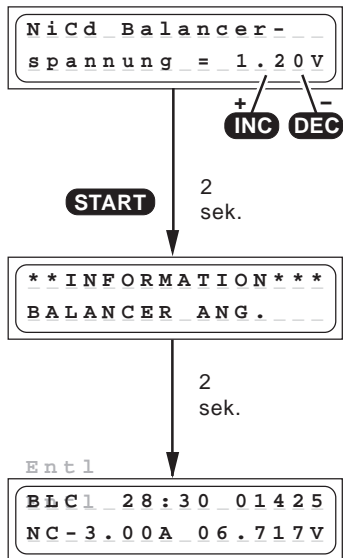 NiCd Balancer-
spannung = 1.20V
+ -
INC DEC
START
2
sek.
**INFORMATION***
BALANCER ANG.
2
sek.
Entl
BLC 28:30 01425
NC-3.00A 06.717V